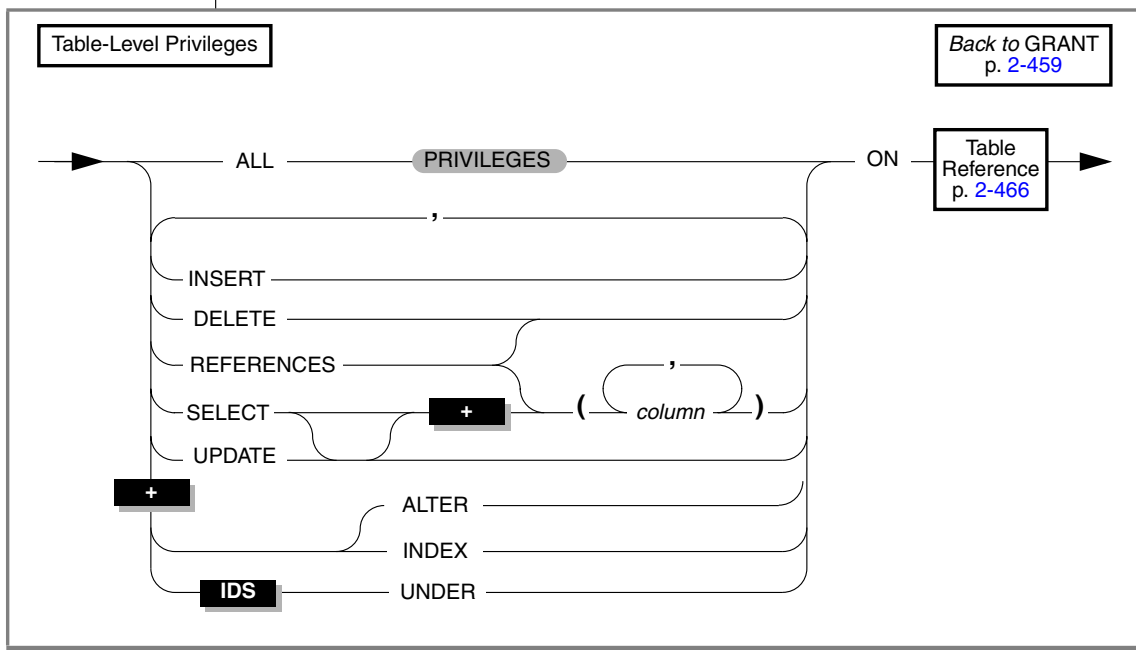 Table-Level Privileges
Back to GRANT
p. 2-459
ALL PRIVILEGES ON Table
Reference
p. 2-466
,
INSERT
DELETE
REFERENCES
,
SELECT + ( column )
UPDATE
+
ALTER
INDEX
IDS UNDER